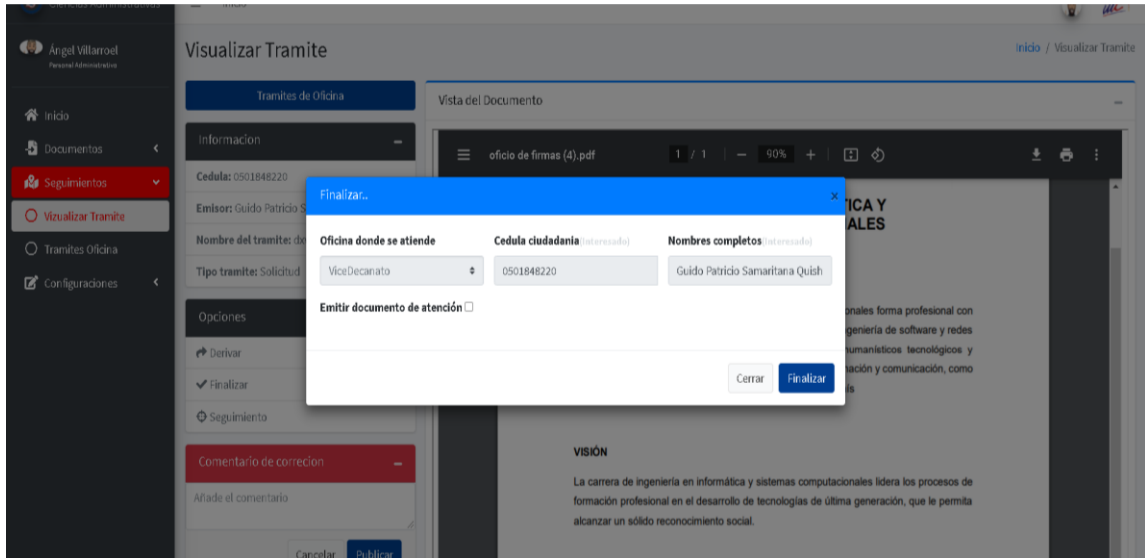 Ciencias Administrativas
Inicio
Ángel Villarroel
Personal Administrativo
Inicio
Documentos
Seguimientos
Vizualizar Tramite
Tramites Oficina
Configuraciones
Visualizar Tramite
Inicio / Visualizar Tramite
Tramites de Oficina
Informacion
Cedula: 0501848220
Emisor: Guido Patricio S
Nombre del tramite:
Tipo tramite: Solicitud
Opciones
Derivar
Finalizar
Seguimiento
Comentario de correcion
Añade el comentario
Cancelar Publicar
Vista del Documento
oficio de firmas (4).pdf 1 / 1 90%
ICA Y
ALES
onales forma profesional con
geniería de software y redes
umanísticos tecnológicos y
ación y comunicación, como
ís
VISIÓN
La carrera de ingeniería en informática y sistemas computacionales lidera los procesos de
formación profesional en el desarrollo de tecnologías de última generación, que le permita
alcanzar un sólido reconocimiento social.
Finalizar.. ×
Oficina donde se atiende Cedula ciudadania(interesado) Nombres completos(interesado)
ViceDecanato 0501848220 Guido Patricio Samaritana Quish
Emitir documento de atención
Cerrar Finalizar